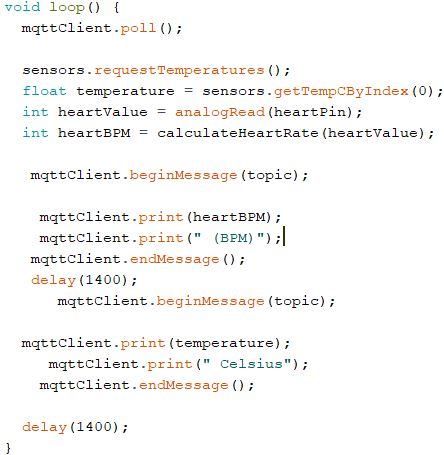 void loop() {
mqttClient.poll();
sensors.requestTemperatures();
float temperature = sensors.getTempCByIndex(0);
int heartValue = analogRead(heartPin);
int heartBPM = calculateHeartRate(heartValue);
mqttClient.beginMessage(topic);
mqttClient.print(heartBPM);
mqttClient.print(" (BPM)");
mqttClient.endMessage();
delay(1400);
mqttClient.beginMessage(topic);
mqttClient.print(temperature);
mqttClient.print(" Celsius");
mqttClient.endMessage();
delay(1400);
}